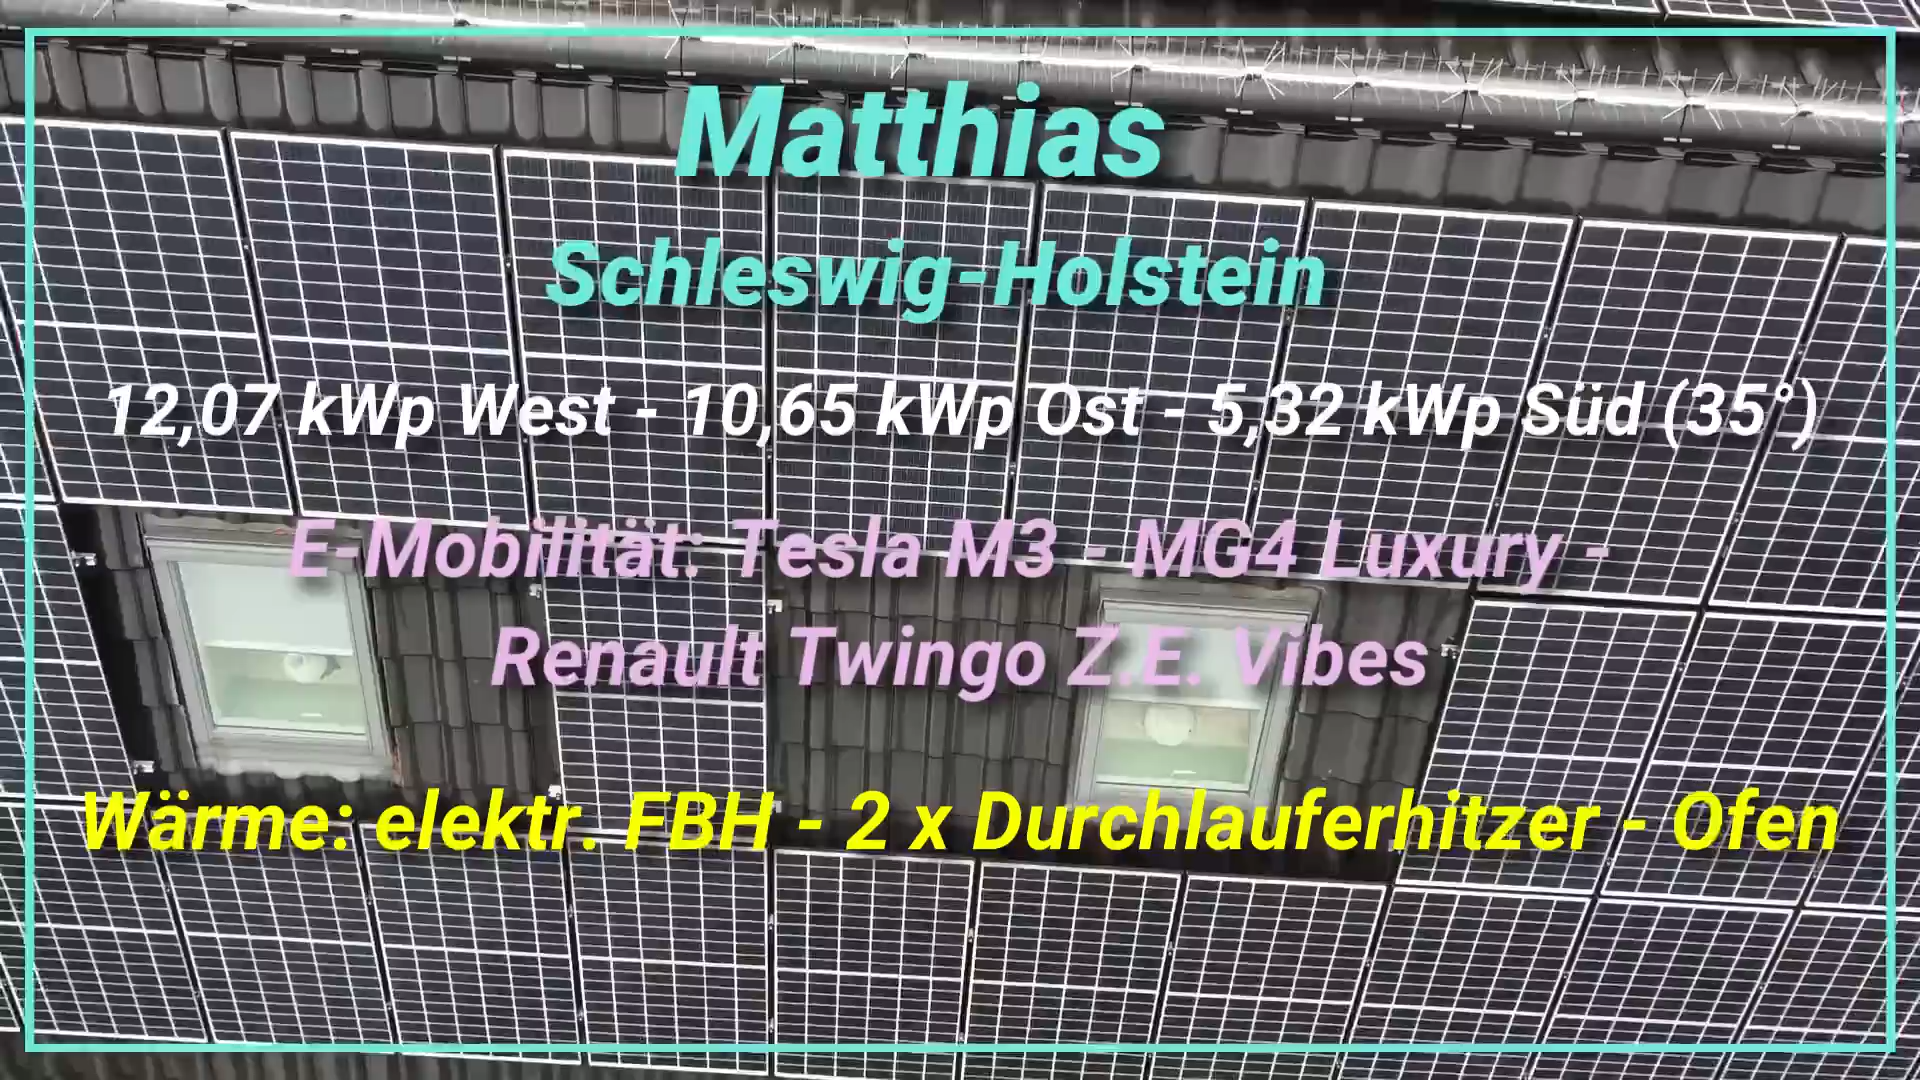 Matthias
Schleswig-Holstein
12,07 kWp West - 10,65 kWp Ost - 5,32 kWp Süd (35°)
E-Mobilität: Tesla M3 - MG4 Luxury -
Renault Twingo Z.E. Vibes
Wärme: elektr. FBH - 2 x Durchlauferhitzer - Ofen